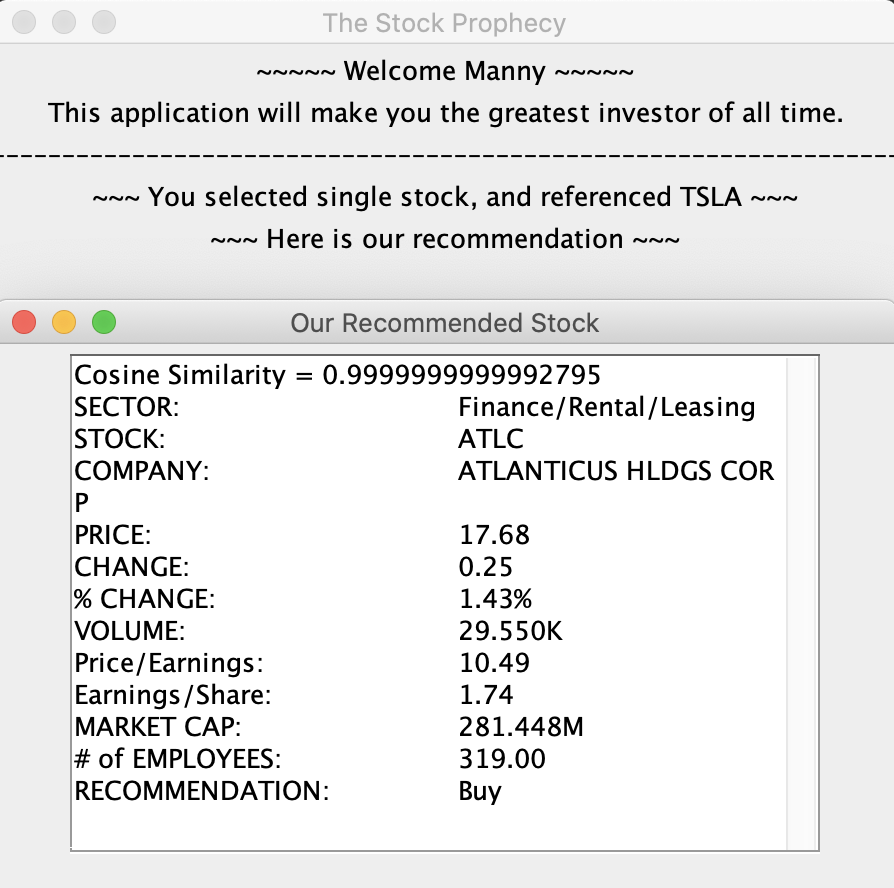 The Stock Prophecy
~~~~~ Welcome Manny ~~~~~
This application will make you the greatest investor of all time.
--------------------------------------------------------------
~~~ You selected single stock, and referenced TSLA ~~~
~~~ Here is our recommendation ~~~
Our Recommended Stock
Cosine Similarity = 0.9999999999992795
SECTOR: Finance/Rental/Leasing
STOCK: ATLC
COMPANY: ATLANTICUS HLDGS COR
P
PRICE: 17.68
CHANGE: 0.25
% CHANGE: 1.43%
VOLUME: 29.550K
Price/Earnings: 10.49
Earnings/Share: 1.74
MARKET CAP: 281.448M
# of EMPLOYEES: 319.00
RECOMMENDATION: Buy